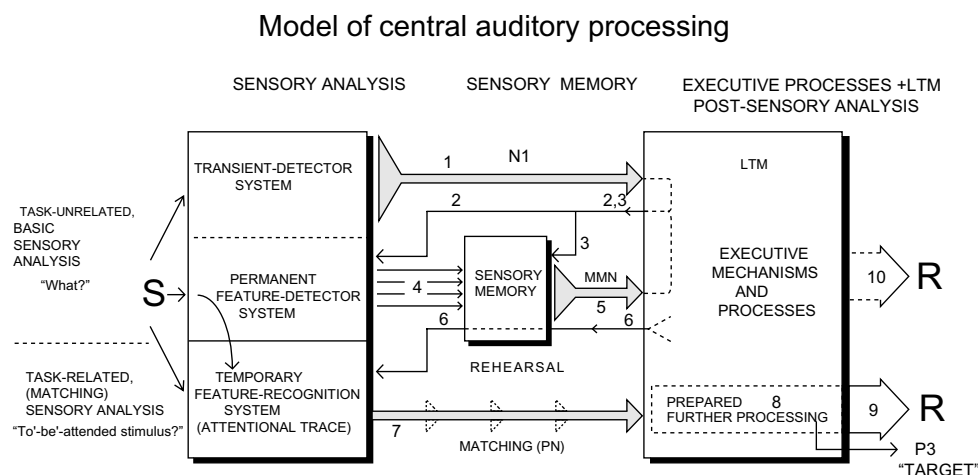 Model of central auditory processing
SENSORY ANALYSIS
SENSORY MEMORY
EXECUTIVE PROCESSES +LTM
POST-SENSORY ANALYSIS
TASK-UNRELATED,
BASIC
SENSORY
ANALYSIS
“What?”
TASK-RELATED,
(MATCHING)
SENSORY ANALYSIS
“To'-be'-attended stimulus?”
S
TRANSIENT-DETECTOR
SYSTEM
PERMANENT
FEATURE-DETECTOR
SYSTEM
TEMPORARY
FEATURE-RECOGNITION
SYSTEM
(ATTENTIONAL TRACE)
1 N1
2 2,3
3
4
SENSORY
MEMORY
MMN
5
6 6
REHEARSAL
7
MATCHING (PN)
LTM
EXECUTIVE
MECHANISMS
AND
PROCESSES
PREPARED 8
FURTHER PROCESSING
10 R
9 R
P3
“TARGET”